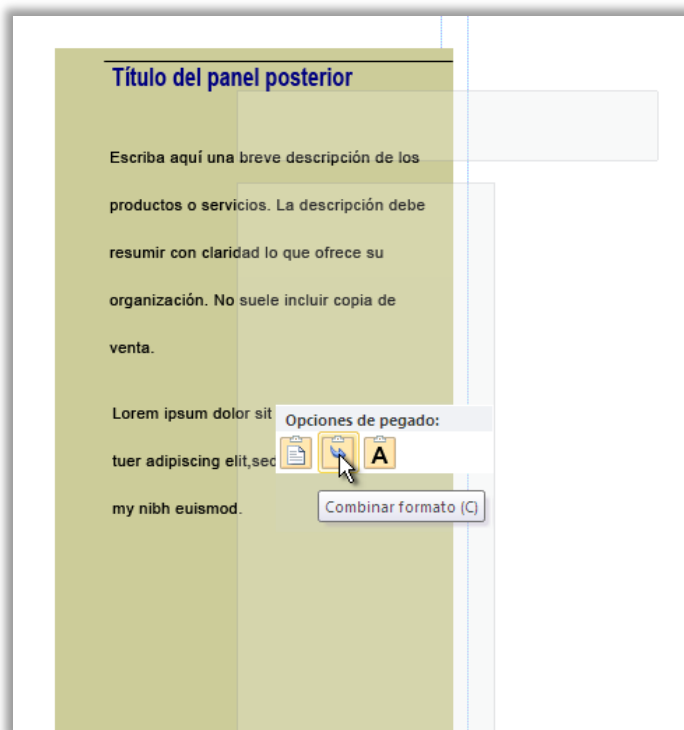 Título del panel posterior
Escriba aquí una breve descripción de los
productos o servicios. La descripción debe
resumir con claridad lo que ofrece su
organización. No suele incluir copia de
venta.
Lorem ipsum dolor sit
tuer adipiscing elit,sed
my nibh euismod.
Opciones de pegado:
A
Combinar formato (C)